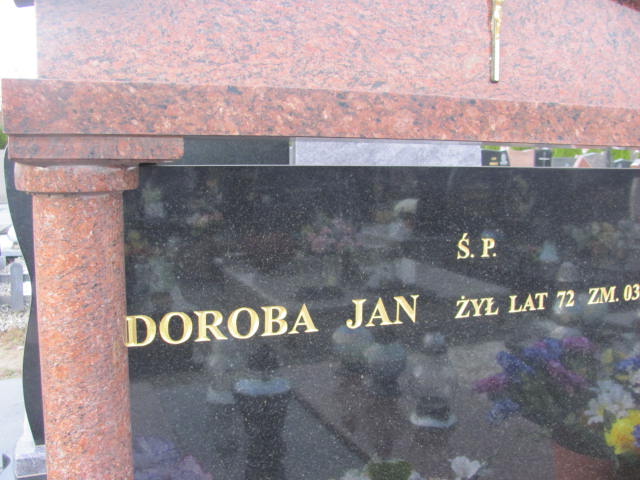 Ś. P.
DOROBA JAN ŻYŁ LAT 72 ZM. 03